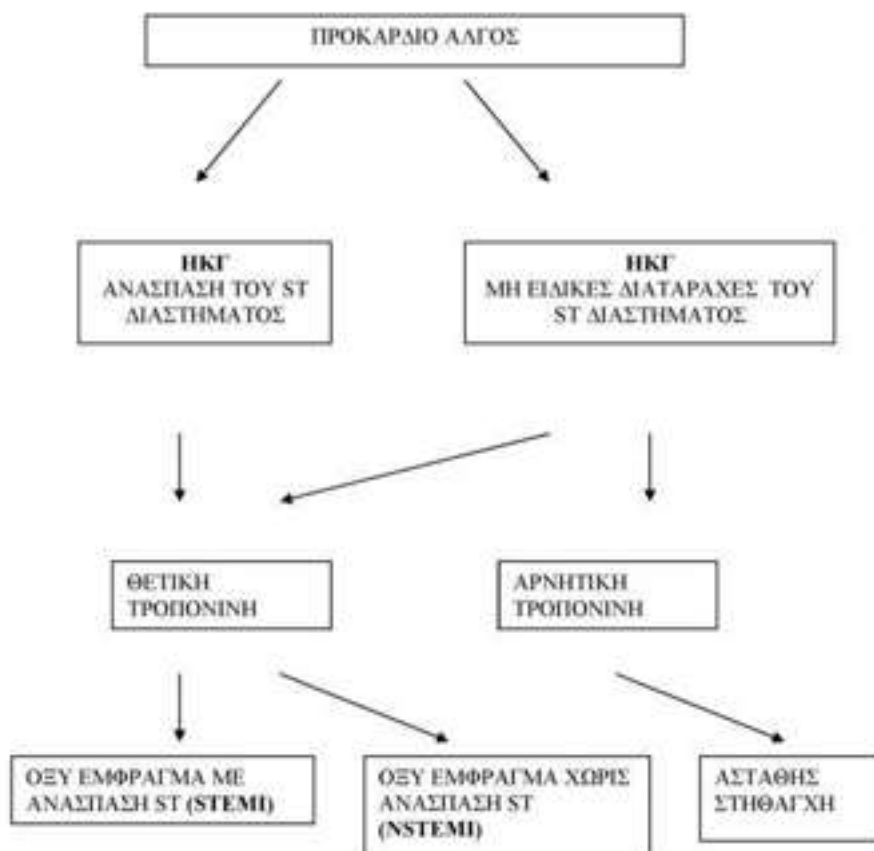 ΠΡΟΚΑΡΔΙΟ ΑΛΓΟΣ
ΗΚΓ
ΑΝΑΣΠΑΣΗ ΤΟΥ ST
ΔΙΑΣΤΗΜΑΤΟΣ
ΗΚΓ
ΜΗ ΕΙΔΙΚΕΣ ΔΙΑΤΑΡΑΧΕΣ ΤΟΥ
ST ΔΙΑΣΤΗΜΑΤΟΣ
ΘΕΤΙΚΗ
ΤΡΟΠΟΝΙΝΗ
ΑΡΝΗΤΙΚΗ
ΤΡΟΠΟΝΙΝΗ
ΟΞΥ ΕΜΦΡΑΓΜΑ ΜΕ
ΑΝΑΣΠΑΣΗ ST (STEMI)
ΟΞΥ ΕΜΦΡΑΓΜΑ ΧΩΡΙΣ
ΑΝΑΣΠΑΣΗ ST
(NSTEMI)
ΑΣΤΑΘΗΣ
ΣΤΗΘΑΓΧΗ